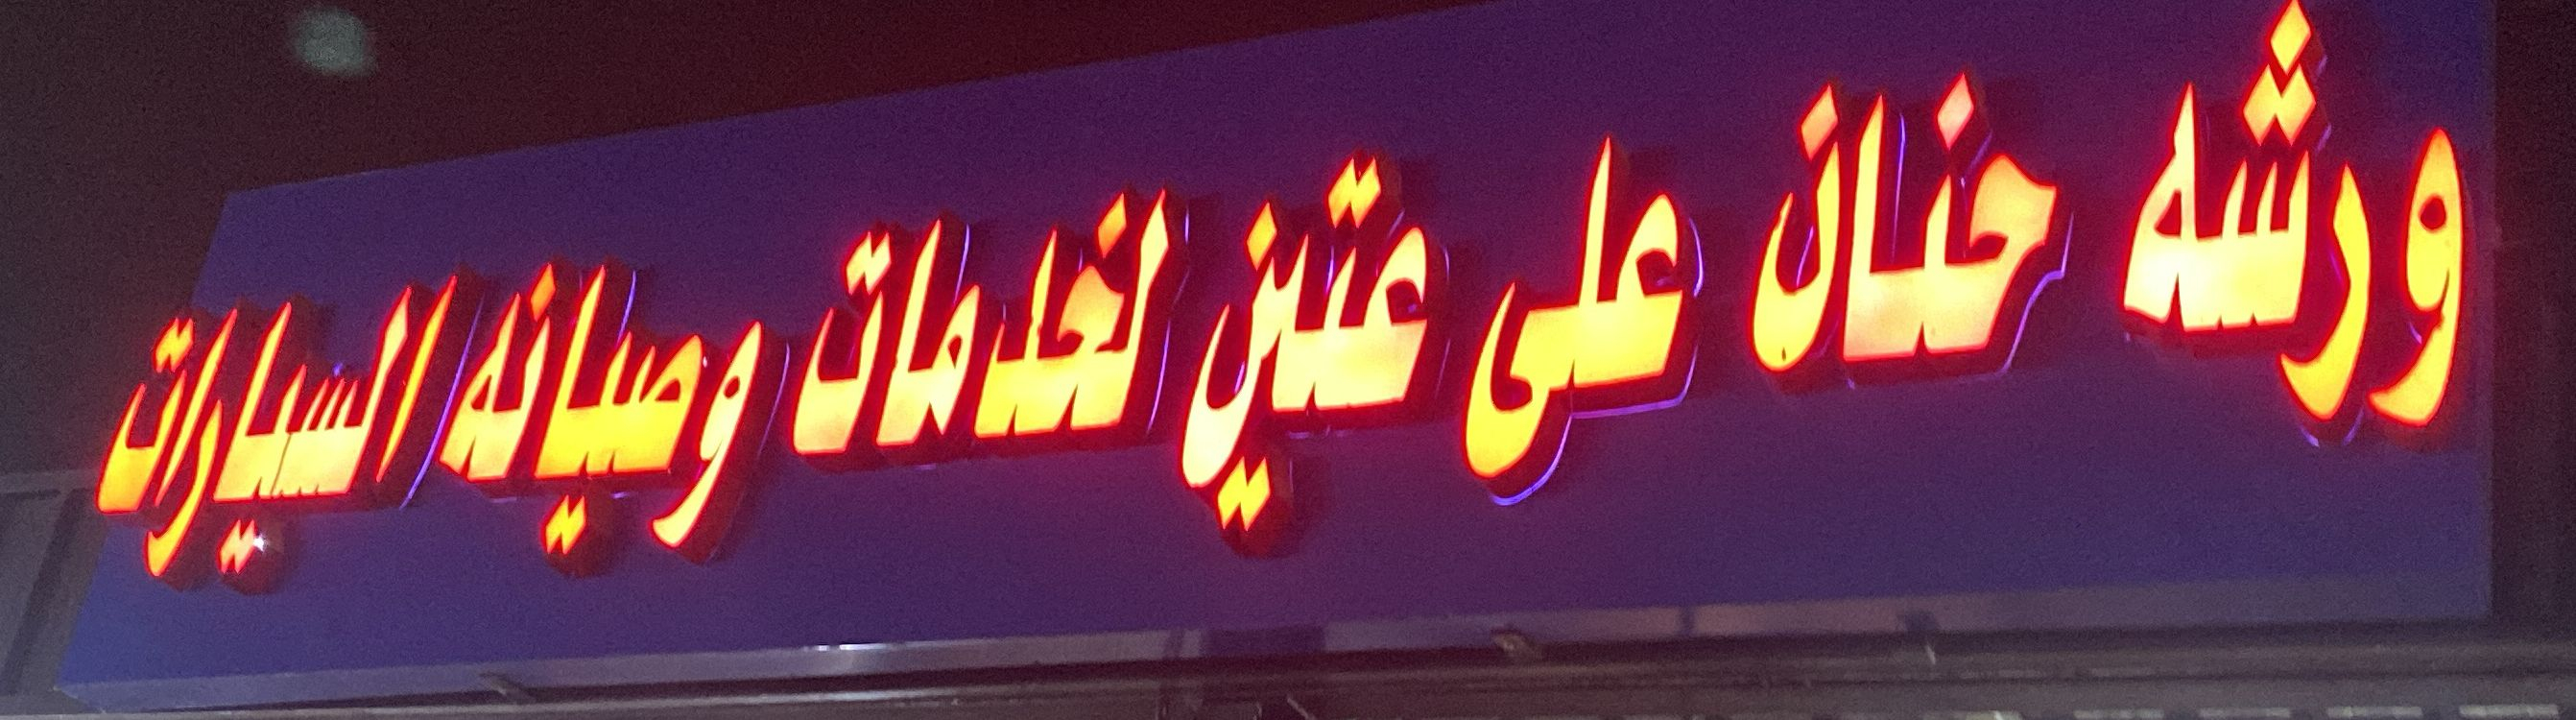 ورشه حنان على عتين لخدمات وصيانه السيارات